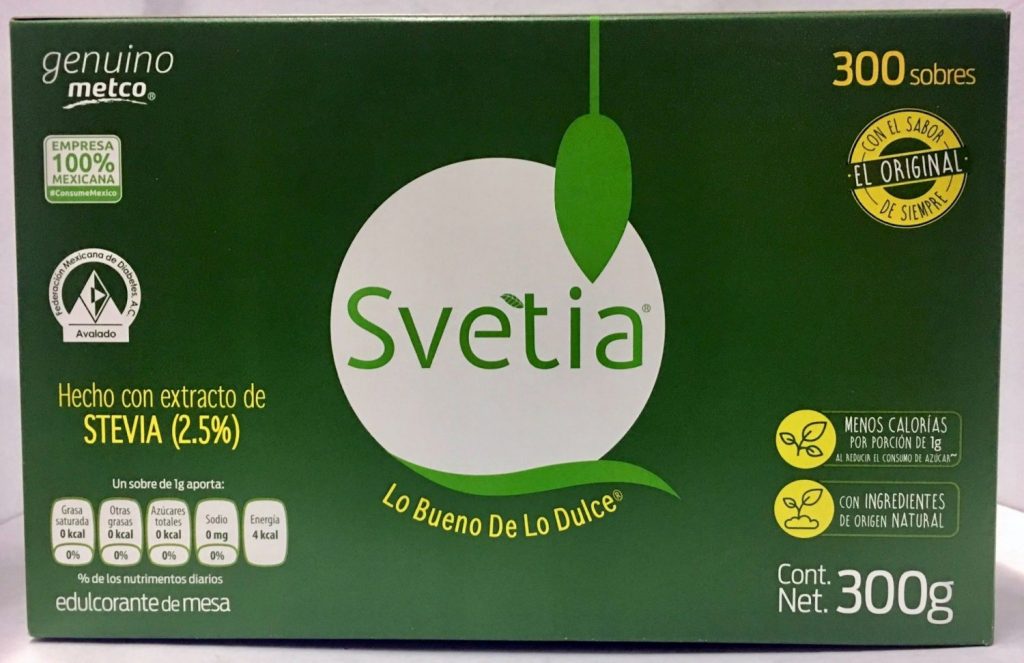 genuino
metco®
EMPRESA
100%
MEXICANA
#ConsumeMexico
Federación Mexicana de Diabetes, A.C.
Avalado
Hecho con extracto de
STEVIA (2.5%)
Un sobre de 1g aporta:
Grasa saturada 0 kcal 0%
Otras grasas 0 kcal 0%
Azúcares totales 0 kcal 0%
Sodio 0 mg 0%
Energía 4 kcal
% de los nutrimentos diarios
edulcorante de mesa
Svetia®
Lo Bueno De Lo Dulce®
300 sobres
CON EL SABOR
·EL ORIGINAL·
DE SIEMPRE
MENOS CALORÍAS
POR PORCIÓN DE 1g
AL REDUCIR EL CONSUMO DE AZÚCAR~
CON INGREDIENTES
DE ORIGEN NATURAL
Cont.
Net. 300g